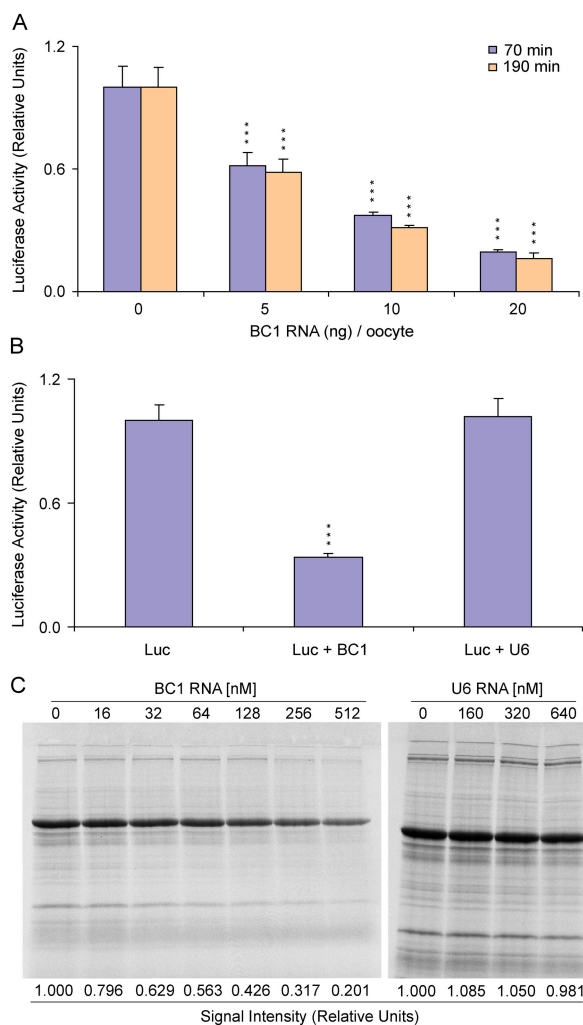 A
Luciferase Activity (Relative Units)
1.2
0.6
0.0
70 min
190 min
***
***
***
***
***
***
0
5
10
20
BC1 RNA (ng) / oocyte
B
Luciferase Activity (Relative Units)
1.2
0.6
0.0
***
Luc
Luc + BC1
Luc + U6
C
BC1 RNA [nM]
U6 RNA [nM]
0 16 32 64 128 256 512
0 160 320 640
1.000 0.796 0.629 0.563 0.426 0.317 0.201
1.000 1.085 1.050 0.981
Signal Intensity (Relative Units)